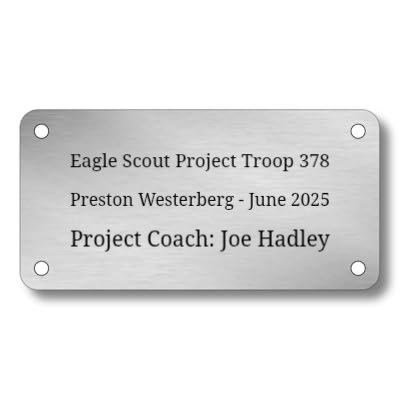 Eagle Scout Project Troop 378
Preston Westerberg - June 2025
Project Coach: Joe Hadley